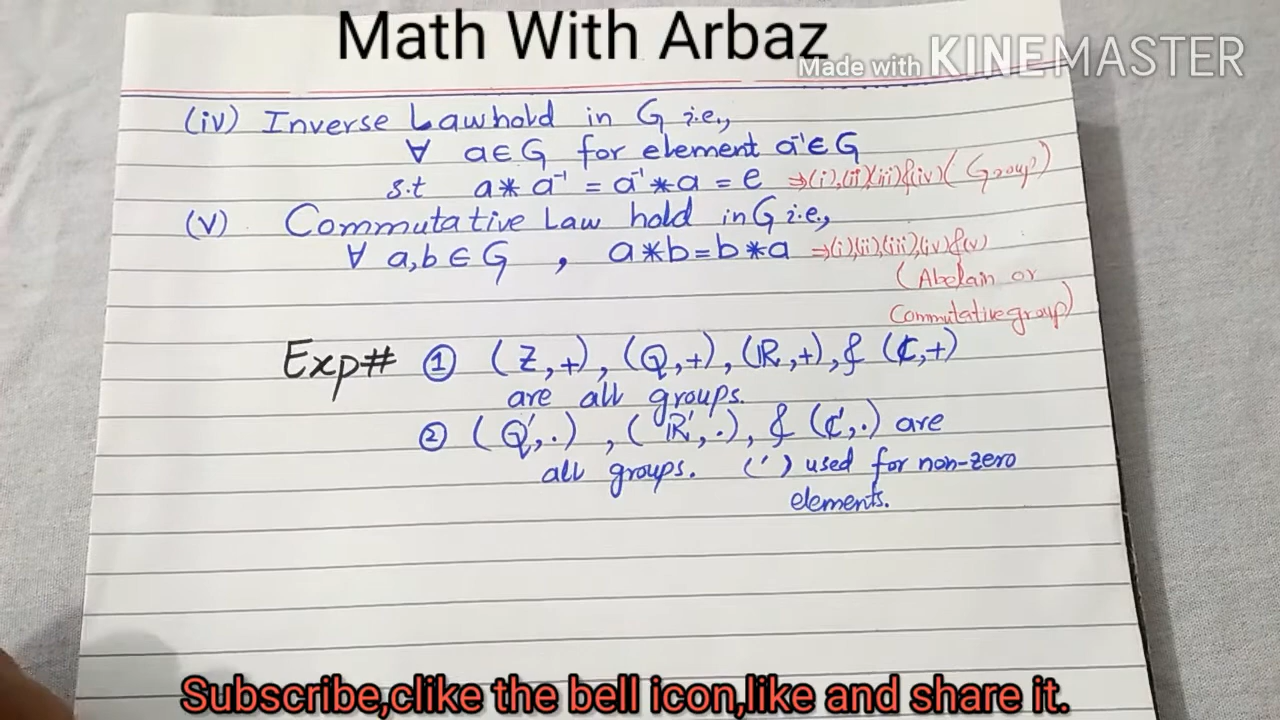 Math With Arbaz
Made with KINEMASTER
(iv) Inverse Law hold in G i.e.,
∀ a∈G for element a⁻¹∈G
s.t a * a⁻¹ = a⁻¹ * a = e ⇒(i),(ii)(iii)&(iv)(Group)
(v) Commutative Law hold in G i.e.,
∀ a,b ∈ G , a*b=b*a ⇒(i),(ii),(iii),(iv)&(v)
(Abelain or
Commutative group)
Exp# ① (Z,+), (Q,+), (ℝ,+), & (ℂ,+)
are all groups.
② (Q',.) , (ℝ',.), & (ℂ',.) are
all groups. (') used for non-zero
elements.
Subscribe,clike the bell icon,like and share it.